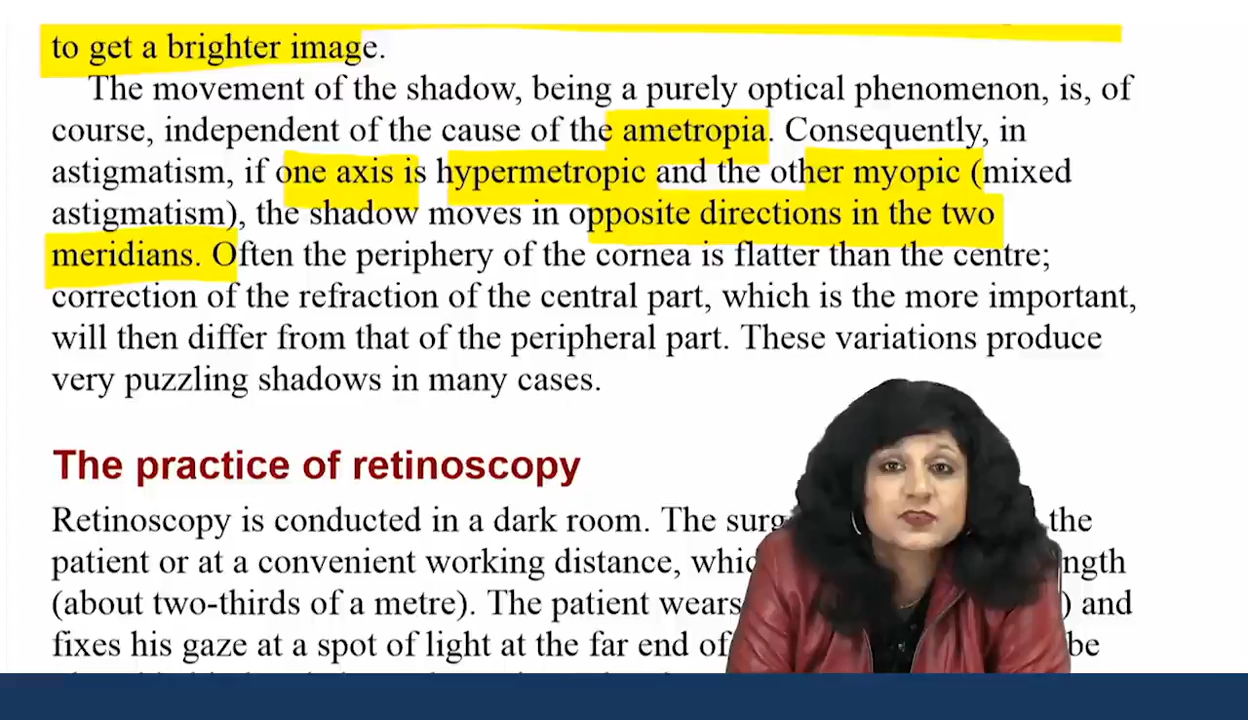 to get a brighter image.
The movement of the shadow, being a purely optical phenomenon, is, of
course, independent of the cause of the ametropia. Consequently, in
astigmatism, if one axis is hypermetropic and the other myopic (mixed
astigmatism), the shadow moves in opposite directions in the two
meridians. Often the periphery of the cornea is flatter than the centre;
correction of the refraction of the central part, which is the more important,
will then differ from that of the peripheral part. These variations produce
very puzzling shadows in many cases.
The practice of retinoscopy
Retinoscopy is conducted in a dark room. The surg the
patient or at a convenient working distance, whic ngth
(about two-thirds of a metre). The patient wears ) and
fixes his gaze at a spot of light at the far end of be